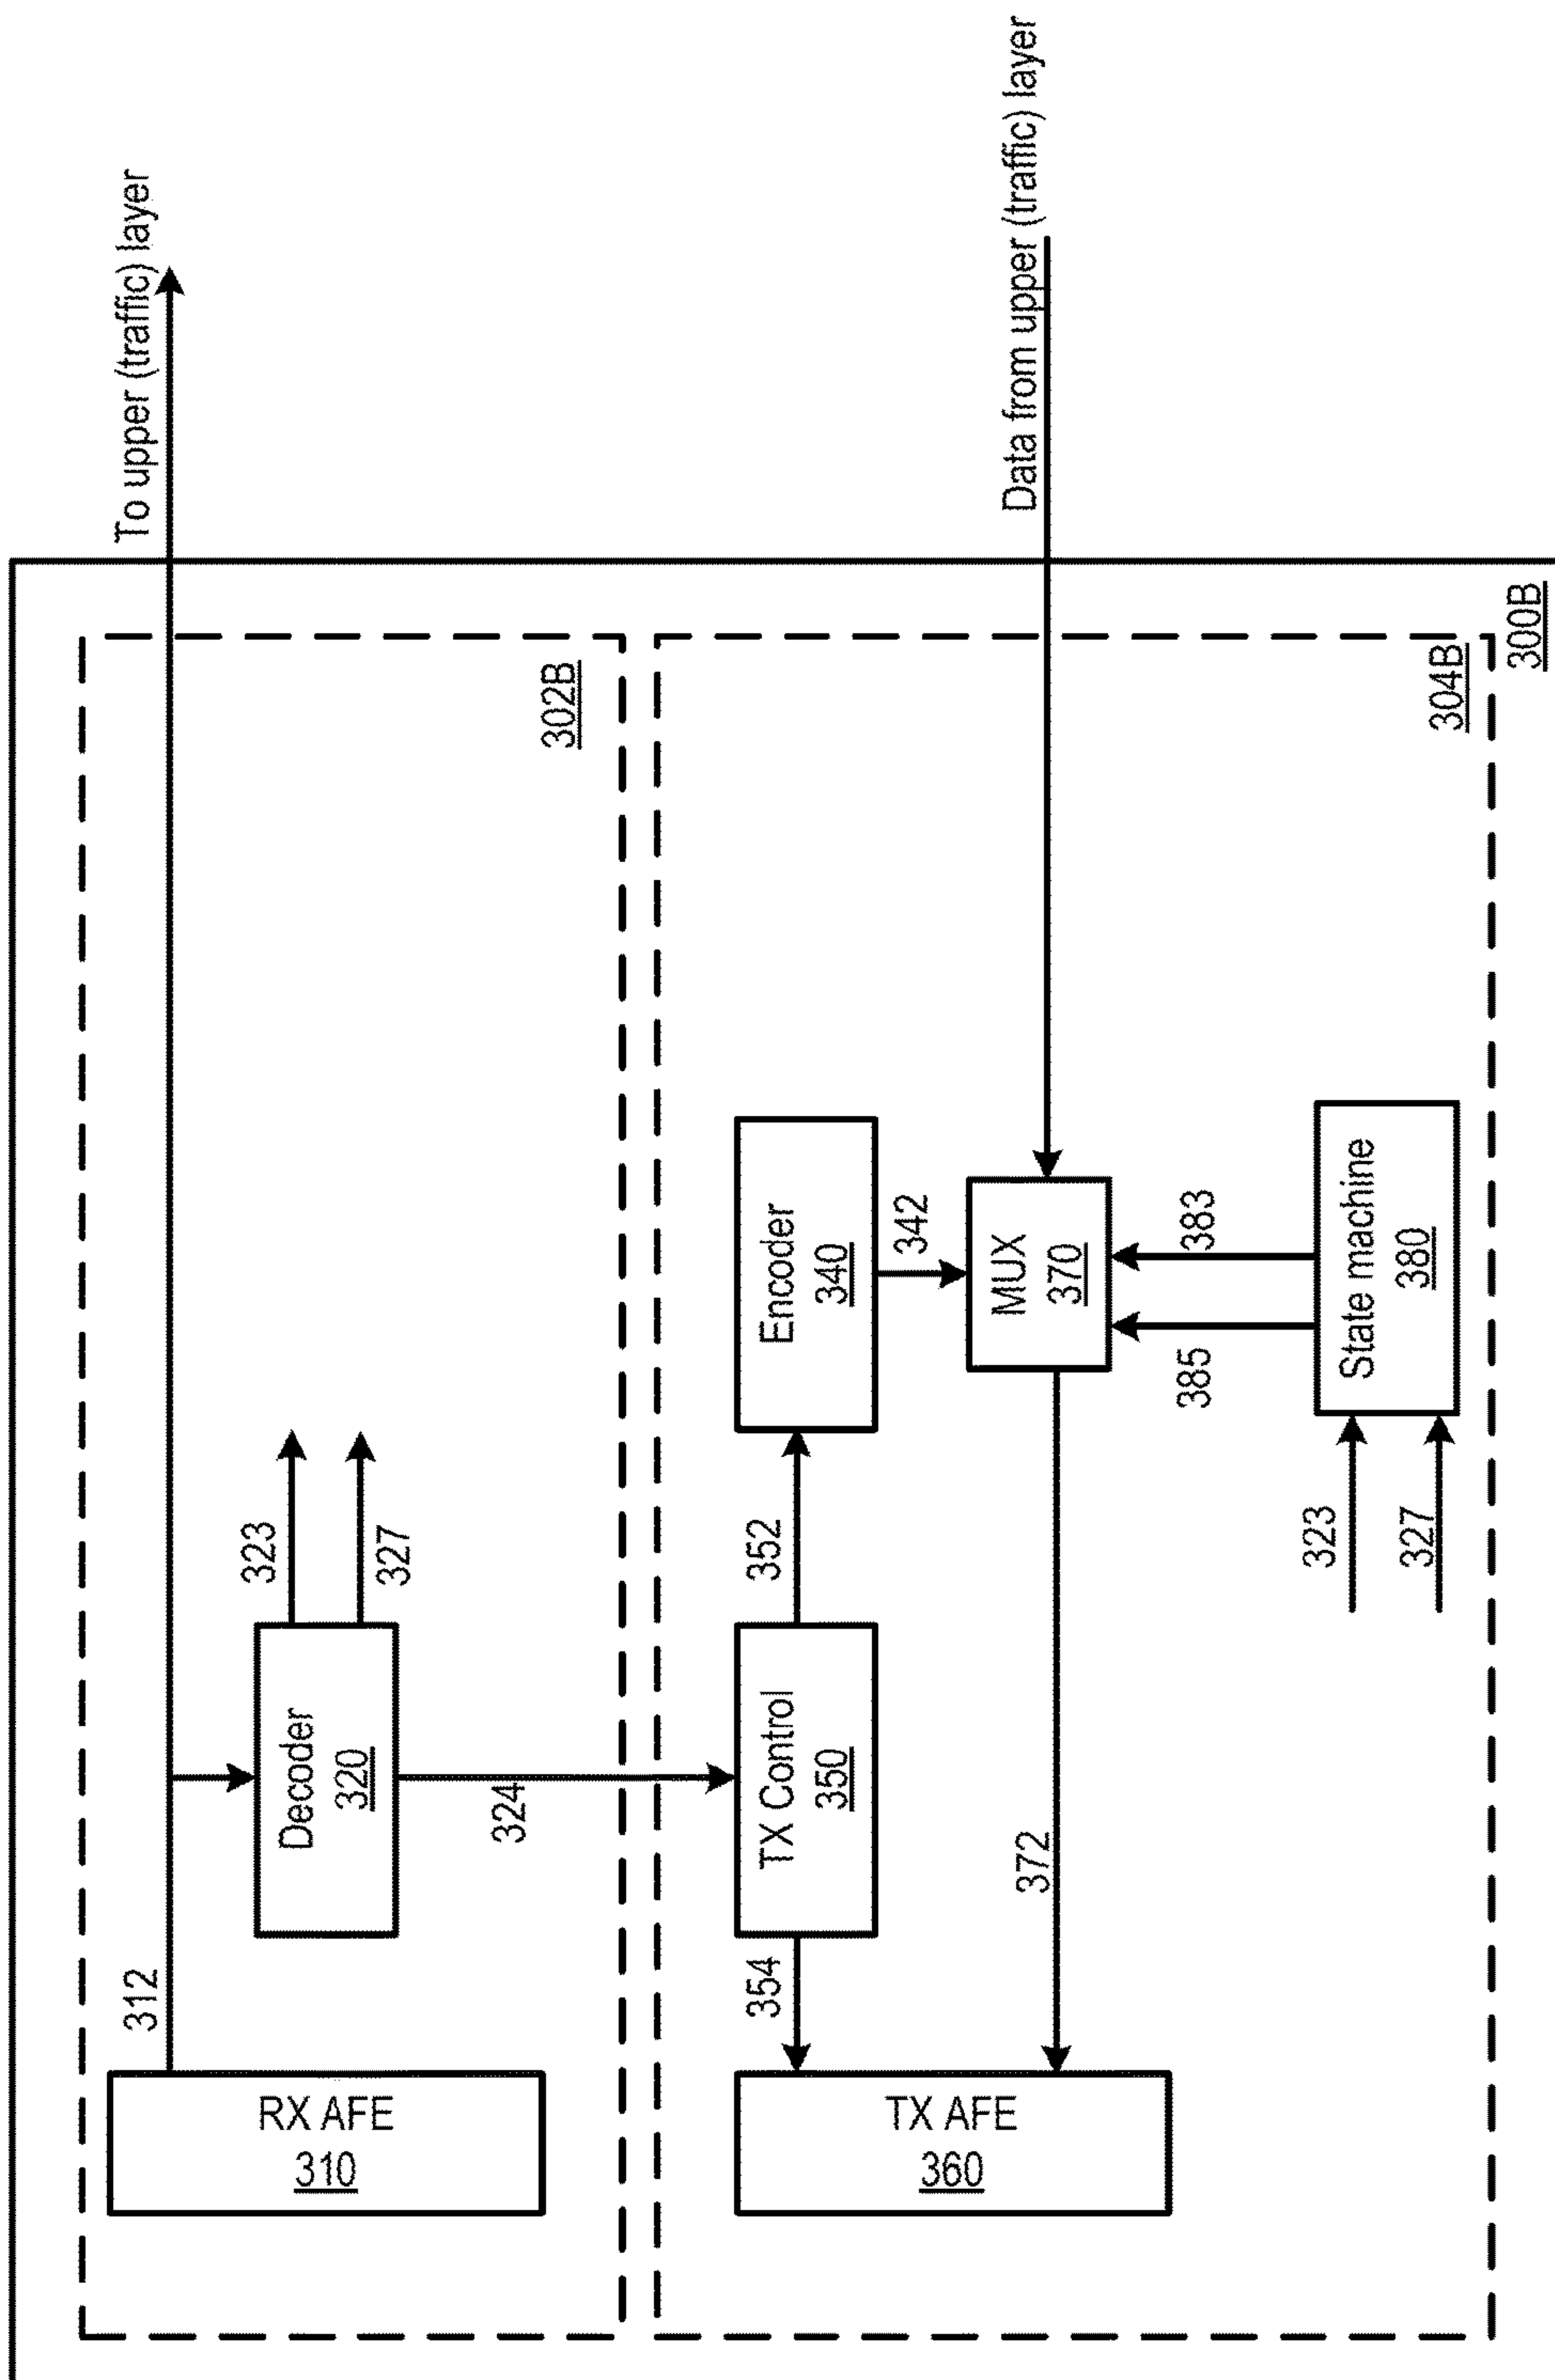 To upper (traffic) layer
312
RX AFE
310
323
Decoder
320
327
302B
324
354
TX Control
350
352
Encoder
340
342
Data from upper (traffic) layer
TX AFE
360
372
MUX
370
385
383
323
327
State machine
380
304B
300B